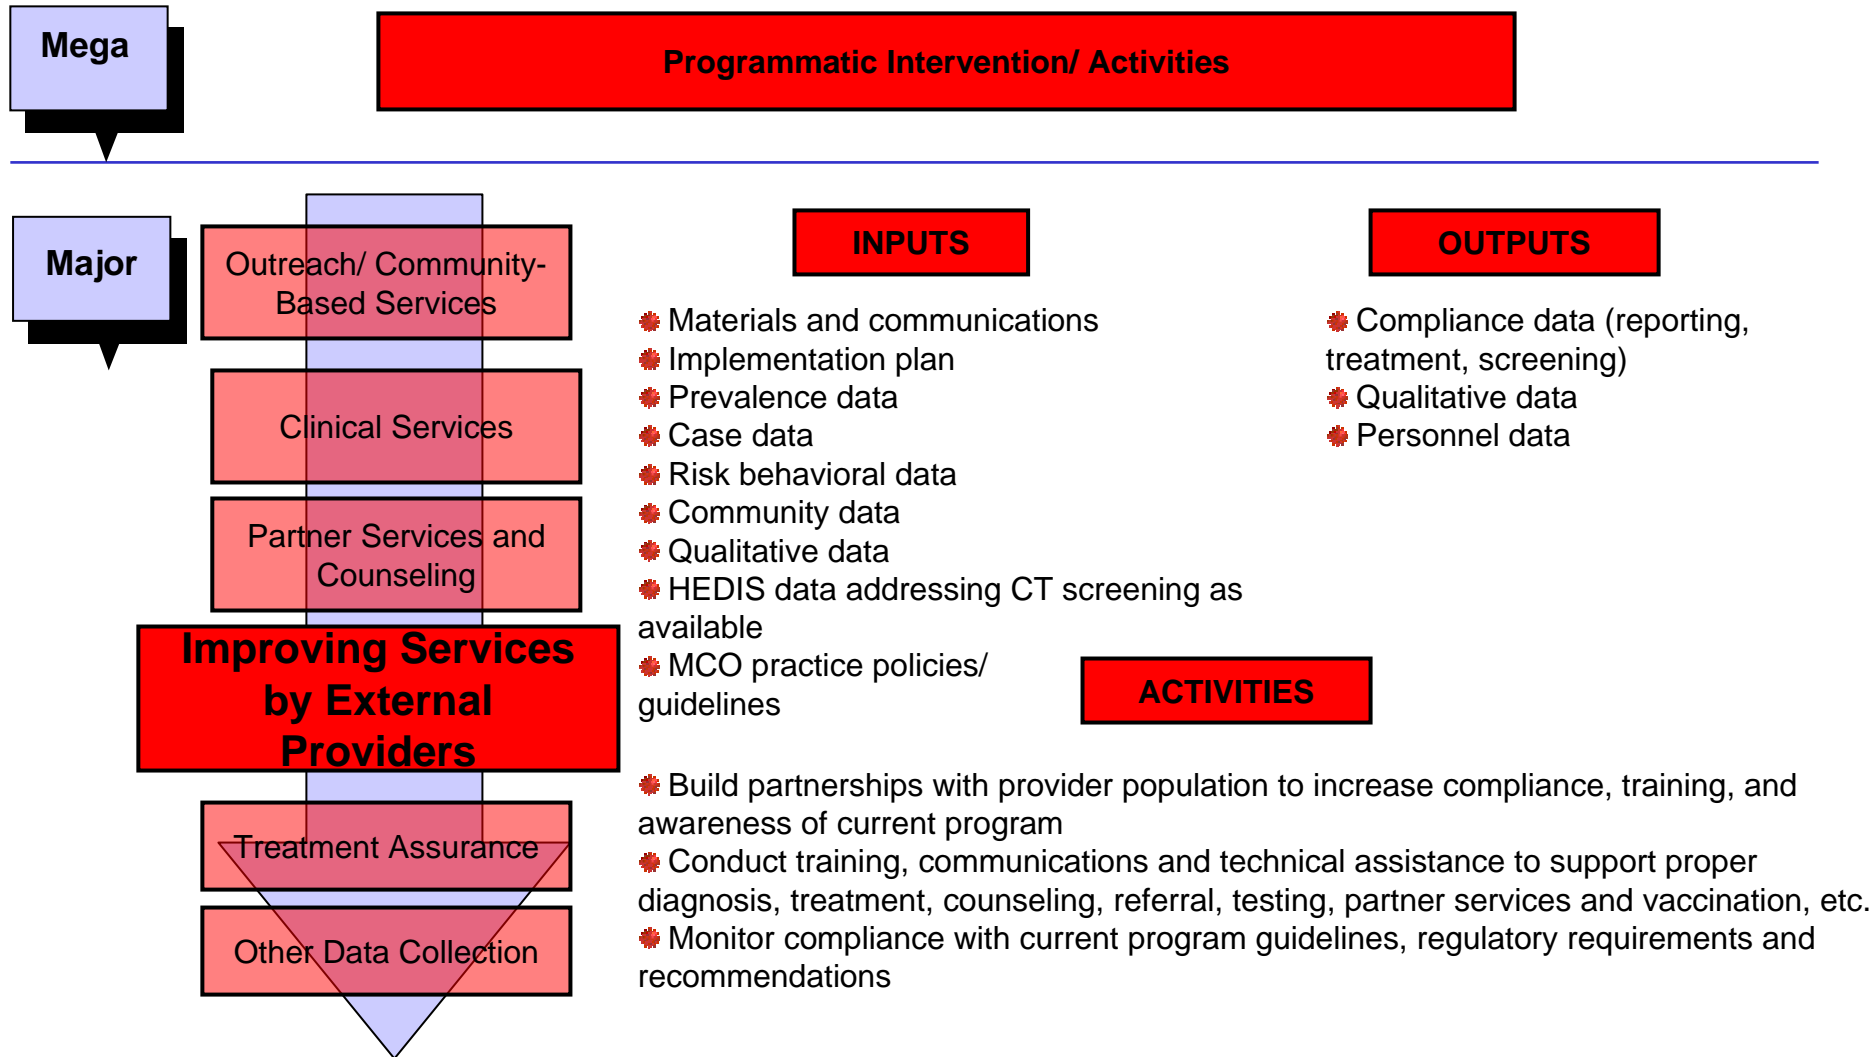 Mega
Programmatic Intervention/ Activities
Major
Outreach/ Community-
Based Services
Clinical Services
Partner Services and
Counseling
Improving Services
by External
Providers
Treatment Assurance
Other Data Collection
INPUTS
Materials and communications
Implementation plan
Prevalence data
Case data
Risk behavioral data
Community data
Qualitative data
HEDIS data addressing CT screening as
available
MCO practice policies/
guidelines
OUTPUTS
Compliance data (reporting,
treatment, screening)
Qualitative data
Personnel data
ACTIVITIES
Build partnerships with provider population to increase compliance, training, and
awareness of current program
Conduct training, communications and technical assistance to support proper
diagnosis, treatment, counseling, referral, testing, partner services and vaccination, etc.
Monitor compliance with current program guidelines, regulatory requirements and
recommendations